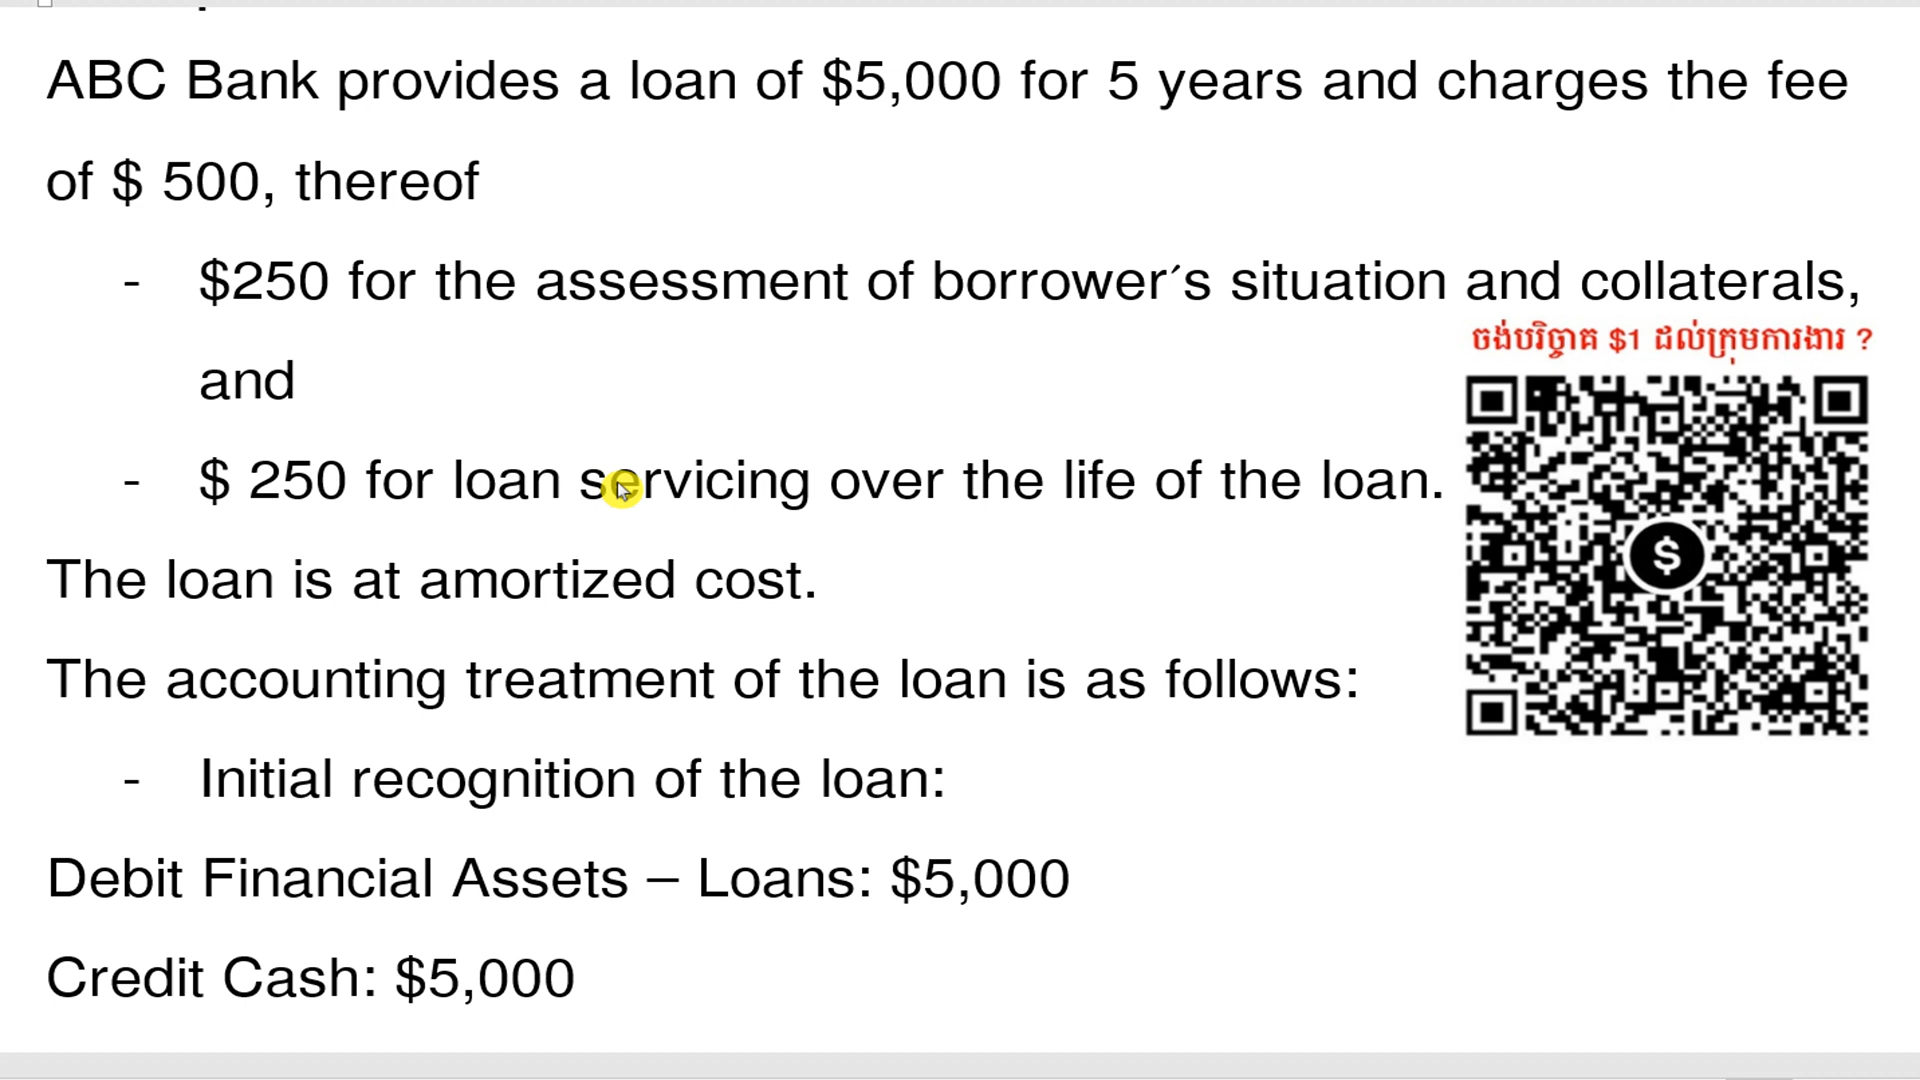 ABC Bank provides a loan of $5,000 for 5 years and charges the fee
of $ 500, thereof
- $250 for the assessment of borrower´s situation and collaterals,
ចង់បរិច្ចាគ $1 ដល់ក្រុមការងារ ?
and
- $ 250 for loan servicing over the life of the loan.
$
The loan is at amortized cost.
The accounting treatment of the loan is as follows:
- Initial recognition of the loan:
Debit Financial Assets – Loans: $5,000
Credit Cash: $5,000